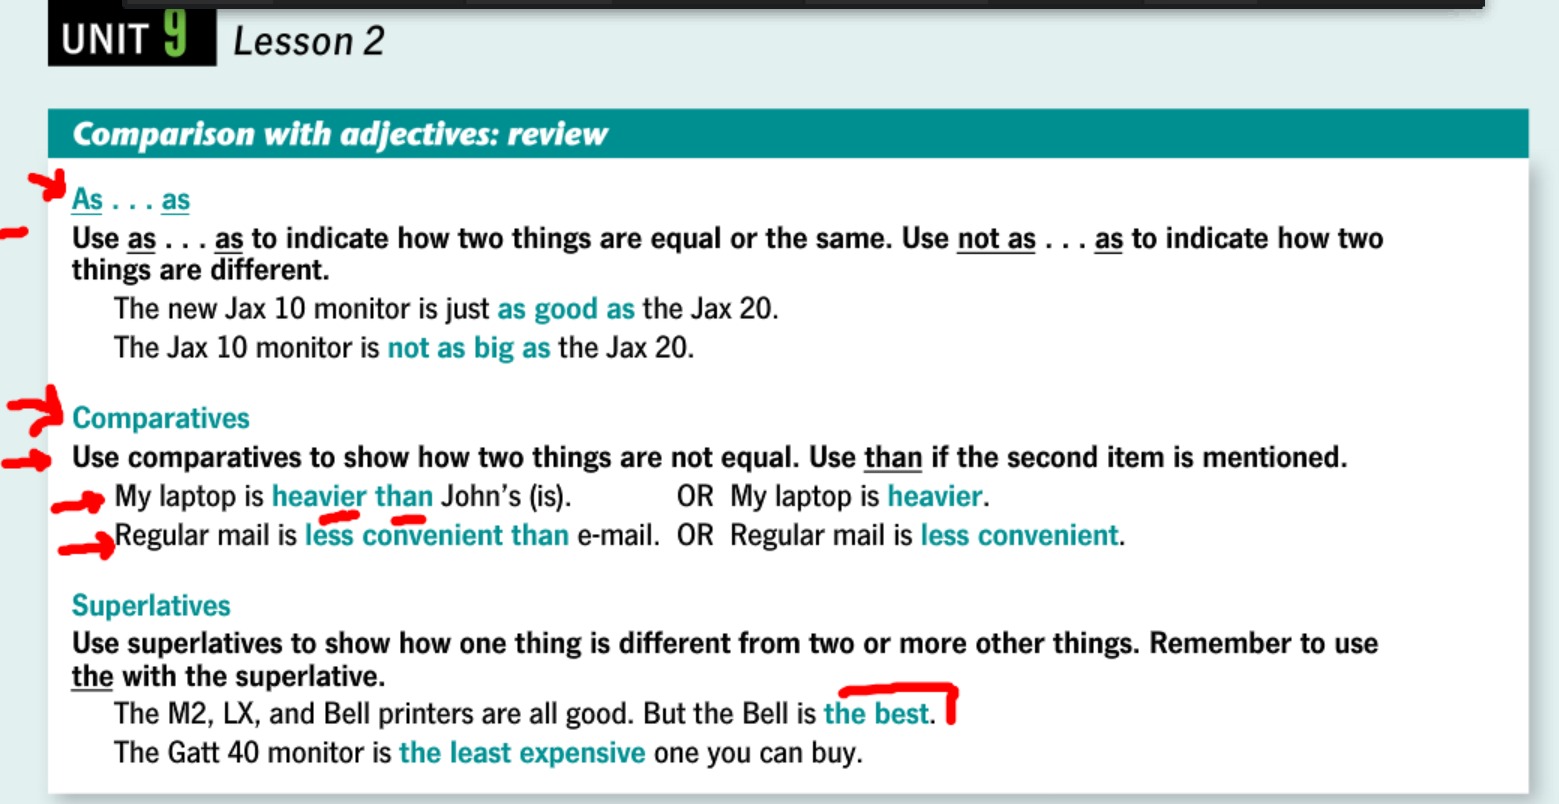 UNIT 9 Lesson 2
Comparison with adjectives: review
As . . . as
Use as . . . as to indicate how two things are equal or the same. Use not as . . . as to indicate how two
things are different.
The new Jax 10 monitor is just as good as the Jax 20.
The Jax 10 monitor is not as big as the Jax 20.
Comparatives
Use comparatives to show how two things are not equal. Use than if the second item is mentioned.
My laptop is heavier than John's (is). OR My laptop is heavier.
Regular mail is less convenient than e-mail. OR Regular mail is less convenient.
Superlatives
Use superlatives to show how one thing is different from two or more other things. Remember to use
the with the superlative.
The M2, LX, and Bell printers are all good. But the Bell is the best.
The Gatt 40 monitor is the least expensive one you can buy.